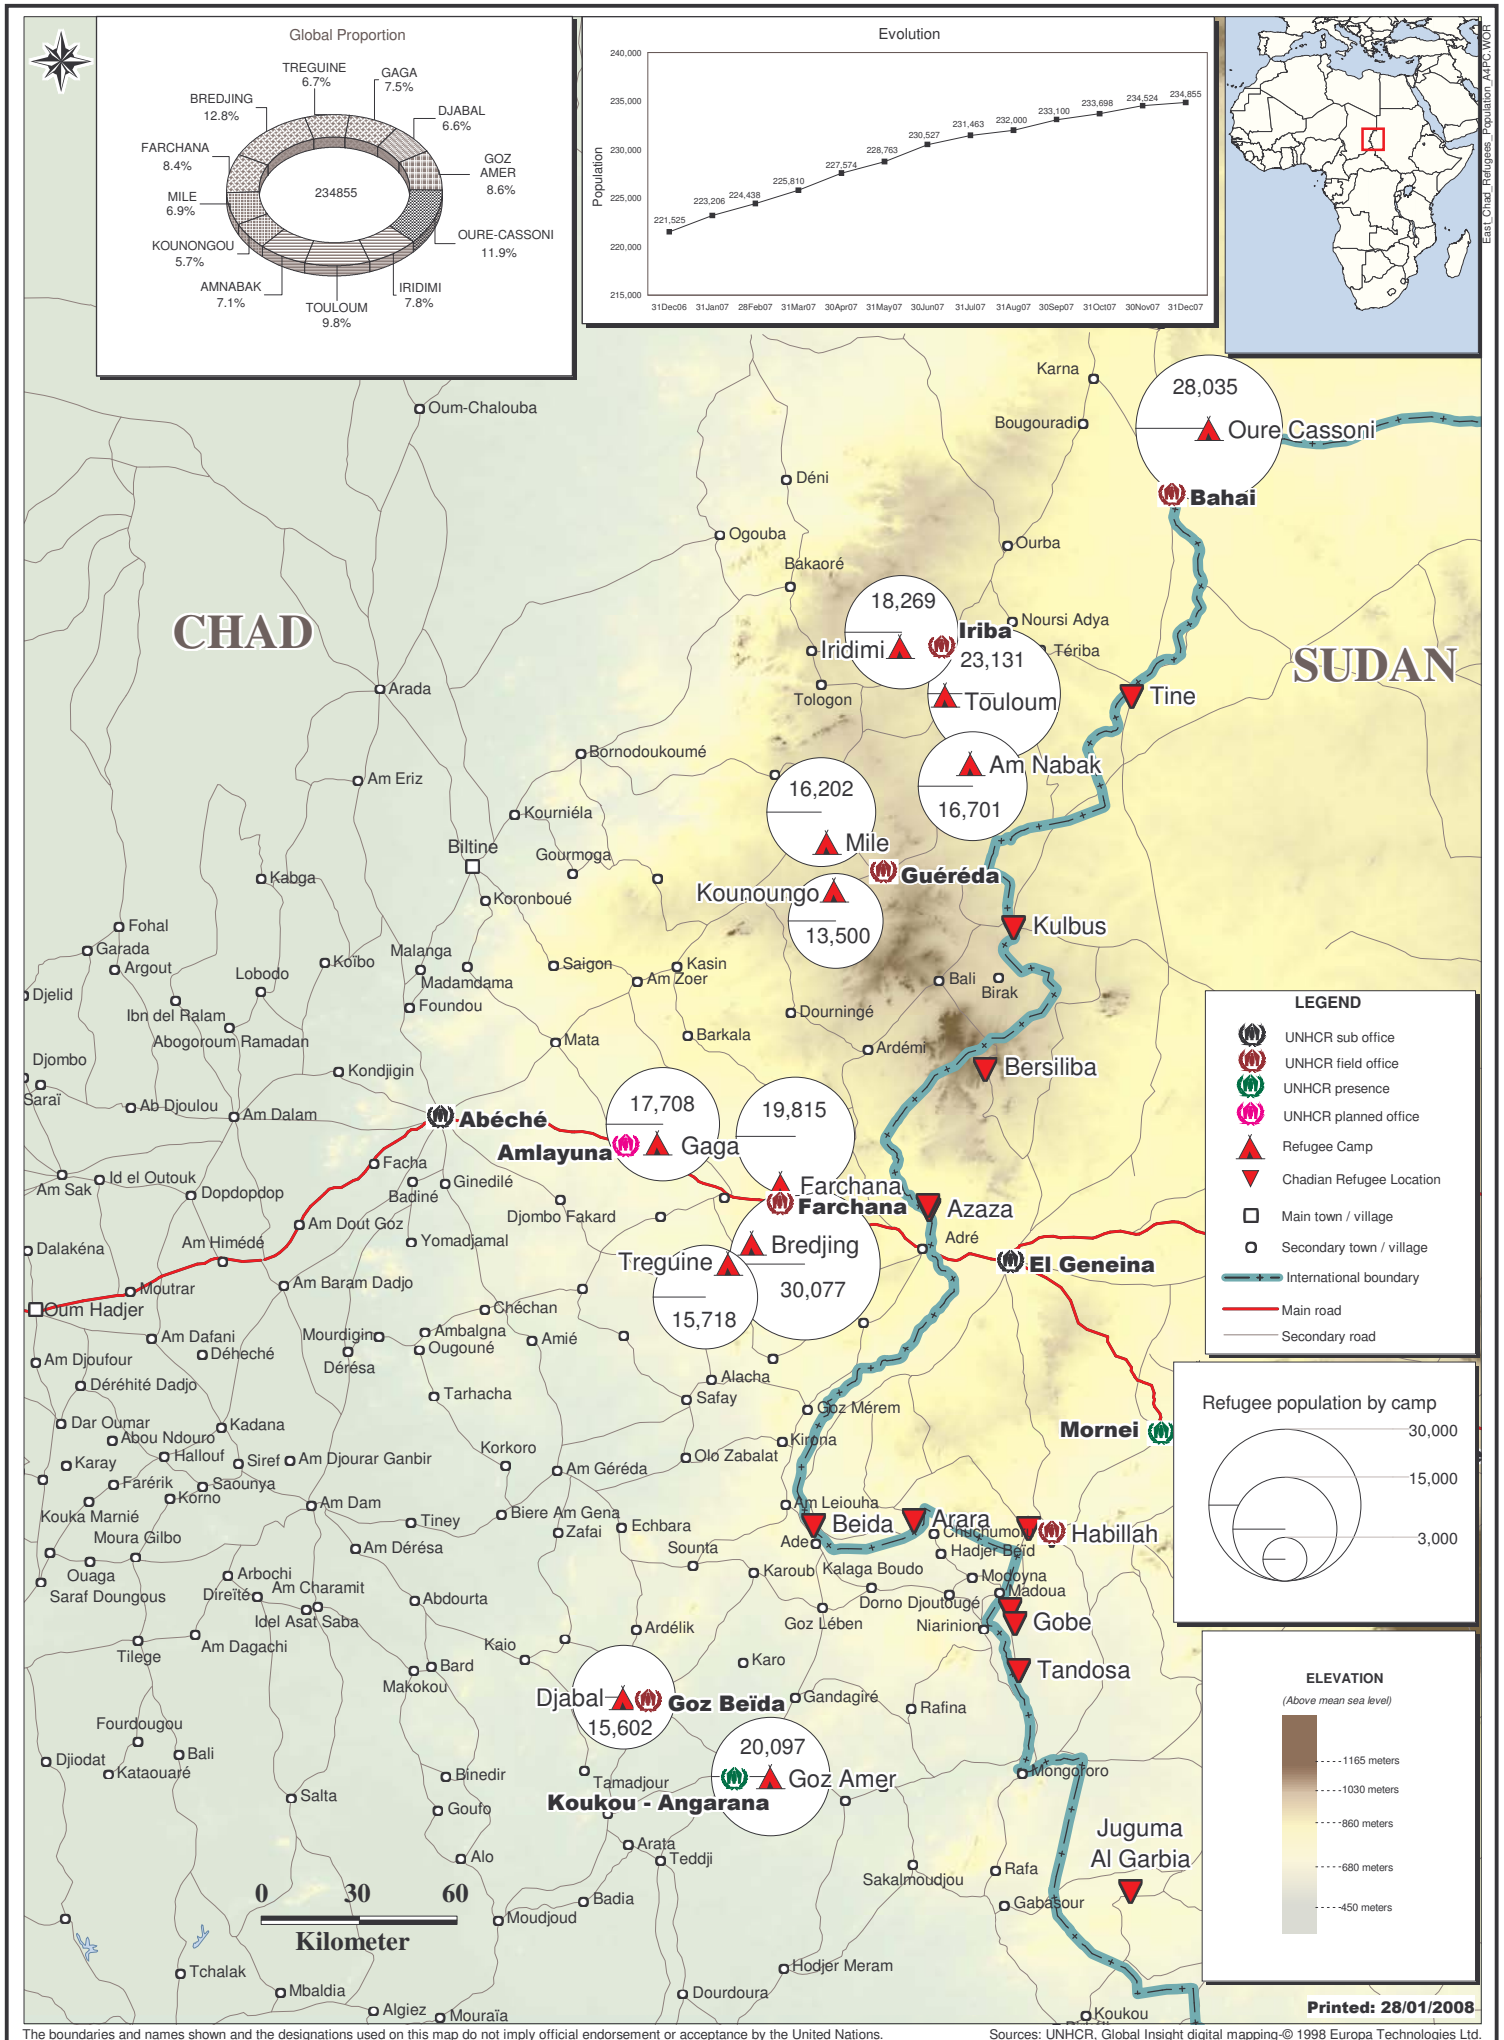 Global Proportion
TREGUINE
6.7%
GAGA
7.5%
BREDJING
12.8%
DJABAL
6.6%
FARCHANA
8.4%
GOZ
AMER
8.6%
MILE
6.9%
234855
KOUNONGOU
5.7%
OURE-CASSONI
11.9%
AMNABAK
7.1%
IRIDIMI
7.8%
TOULOUM
9.8%
Evolution
Population
240,000
235,000
230,000
225,000
220,000
215,000
221,525
223,206
224,438
225,810
227,574
228,763
230,527
231,463
232,000
233,100
233,698
234,524
234,855
31Dec06 31Jan07 28Feb07 31Mar07 30Apr07 31May07 30Jun07 31Jul07 31Aug07 30Sep07 31Oct07 30Nov07 31Dec07
East_Chad_Refugees_Population_A4PC.WOR
Karna
28,035
Oum-Chalouba
Bougouradi
Oure Cassoni
Déni
Bahai
Ogouba
Ourba
Bakaoré
CHAD
18,269
Noursi Adya
Iriba
Iridimi
23,131
Tériba
SUDAN
Arada
Tologon
Touloum
Tine
Bornodoukoumé
Am Nabak
Am Eriz
16,202
16,701
Kourniéla
Mile
Biltine
Gourmoga
Guéréda
Kabga
Kounoungo
Koronboué
Fohal
13,500
Kulbus
Garada
Malanga
Argout
Koïbo
Saigon
Kasin
Lobodo
Madamdama
Am Zoer
Bali
Birak
Djelid
Foundou
Ibn del Ralam
Dourningé
Abogoroum Ramadan
Mata
Barkala
Ardémi
Djombo
Kondjigin
Bersiliba
Saraï
Ab Djoulou
Am Dalam
Abéché
17,708
19,815
Amlayuna
Gaga
Facha
Am Sak
Id el Outouk
Badiné
Ginedilé
Farchana
Dopdopdop
Farchana
Azaza
Djombo Fakard
Am Dout Goz
Adré
Dalakéna
Am Himédé
Yomadjamal
Bredjing
Treguine
El Geneina
Moutrar
Am Baram Dadjo
30,077
Oum Hadjer
Chéchan
15,718
Am Dafani
Mourdigin
Ambalgna
Amié
Am Djoufour
Déheché
Ougouné
Dérésa
Déréhité Dadjo
Tarhacha
Alacha
Safay
Goz Mérem
Dar Oumar
Kadana
Mornei
Abou Ndouro
Kirona
Karay
Hallouf
Siref
Am Djourar Ganbir
Korkoro
Olo Zabalat
Farérik
Saounya
Am Géréda
Korno
Kouka Marnié
Am Dam
Am Leiouha
Moura Gilbo
Tiney
Biere Am Gena
Echbara
Beida
Arara
Zafai
Chuchumon
Habillah
Ade
Am Dérésa
Hadjer Beïd
Ouaga
Sounta
Arbochi
Karoub
Kalaga Boudo
Modoyna
Saraf Doungous
Direïté
Am Charamit
Abdourta
Madoua
Dorno Djoutougé
Idel Asat Saba
Goz Lében
Niarinion
Gobe
Am Dagachi
Ardélik
Tilege
Kaio
Bard
Karo
Tandosa
Makokou
Djabal
Goz Beïda
Gandagiré
Rafina
Fourdougou
15,602
Bali
20,097
Djiodat
Kataouaré
Binedir
Tamadjour
Goz Amer
Mongoforo
Salta
Koukou - Angarana
Goufo
Arata
Juguma
Al Garbia
Alo
Teddji
Sakalmoudjou
Rafa
Badia
Gabasour
Moudjoud
0 30 60
Kilometer
Tchalak
Hodjer Meram
Mbaldia
Dourdoura
Algiez
Mouraïa
Koukou
LEGEND
UNHCR sub office
UNHCR field office
UNHCR presence
UNHCR planned office
Refugee Camp
Chadian Refugee Location
Main town / village
Secondary town / village
International boundary
Main road
Secondary road
Refugee population by camp
30,000
15,000
3,000
ELEVATION
(Above mean sea level)
1165 meters
1030 meters
860 meters
680 meters
450 meters
Printed: 28/01/2008
The boundaries and names shown and the designations used on this map do not imply official endorsement or acceptance by the United Nations.
Sources: UNHCR, Global Insight digital mapping-© 1998 Europa Technologies Ltd.